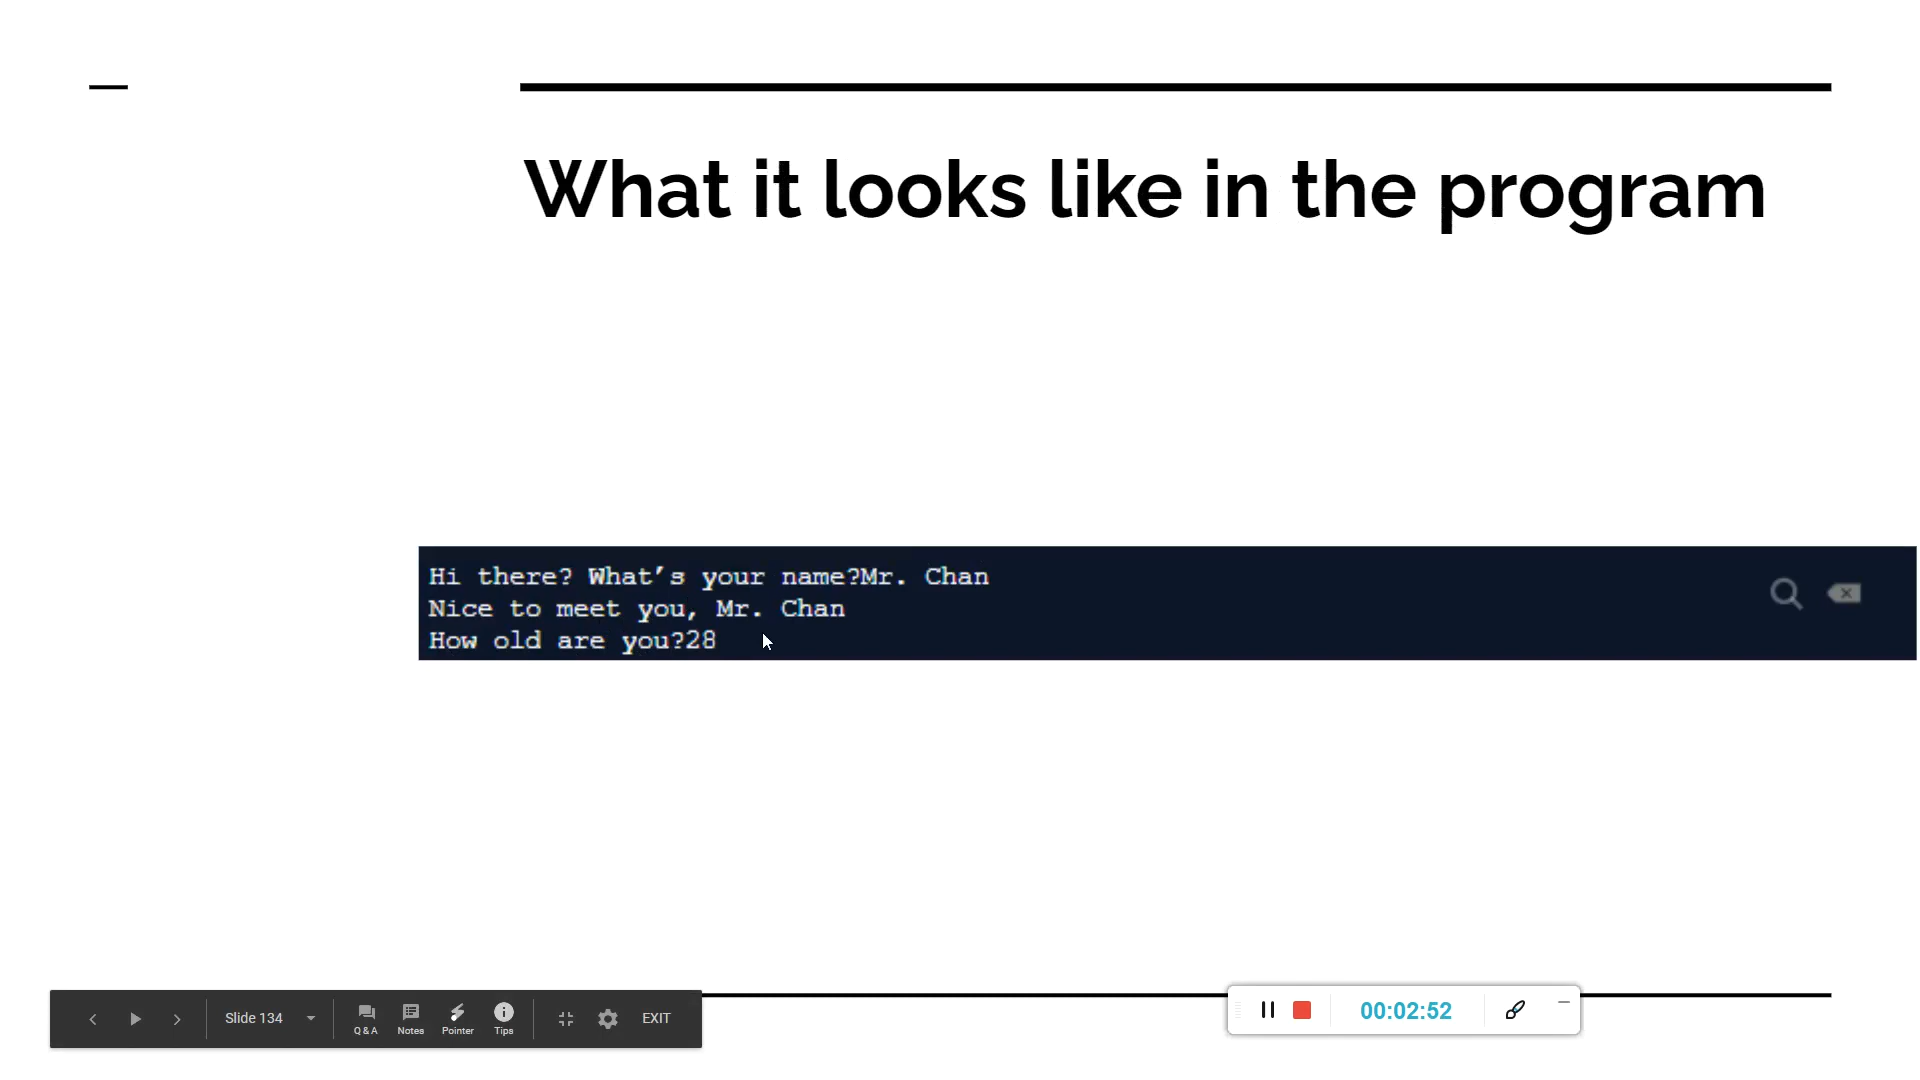 What it looks like in the program
Hi there? What's your name?Mr. Chan
Nice to meet you, Mr. Chan
How old are you?28
Slide 134
Q & A
Notes
Pointer
Tips
EXIT
00:02:52